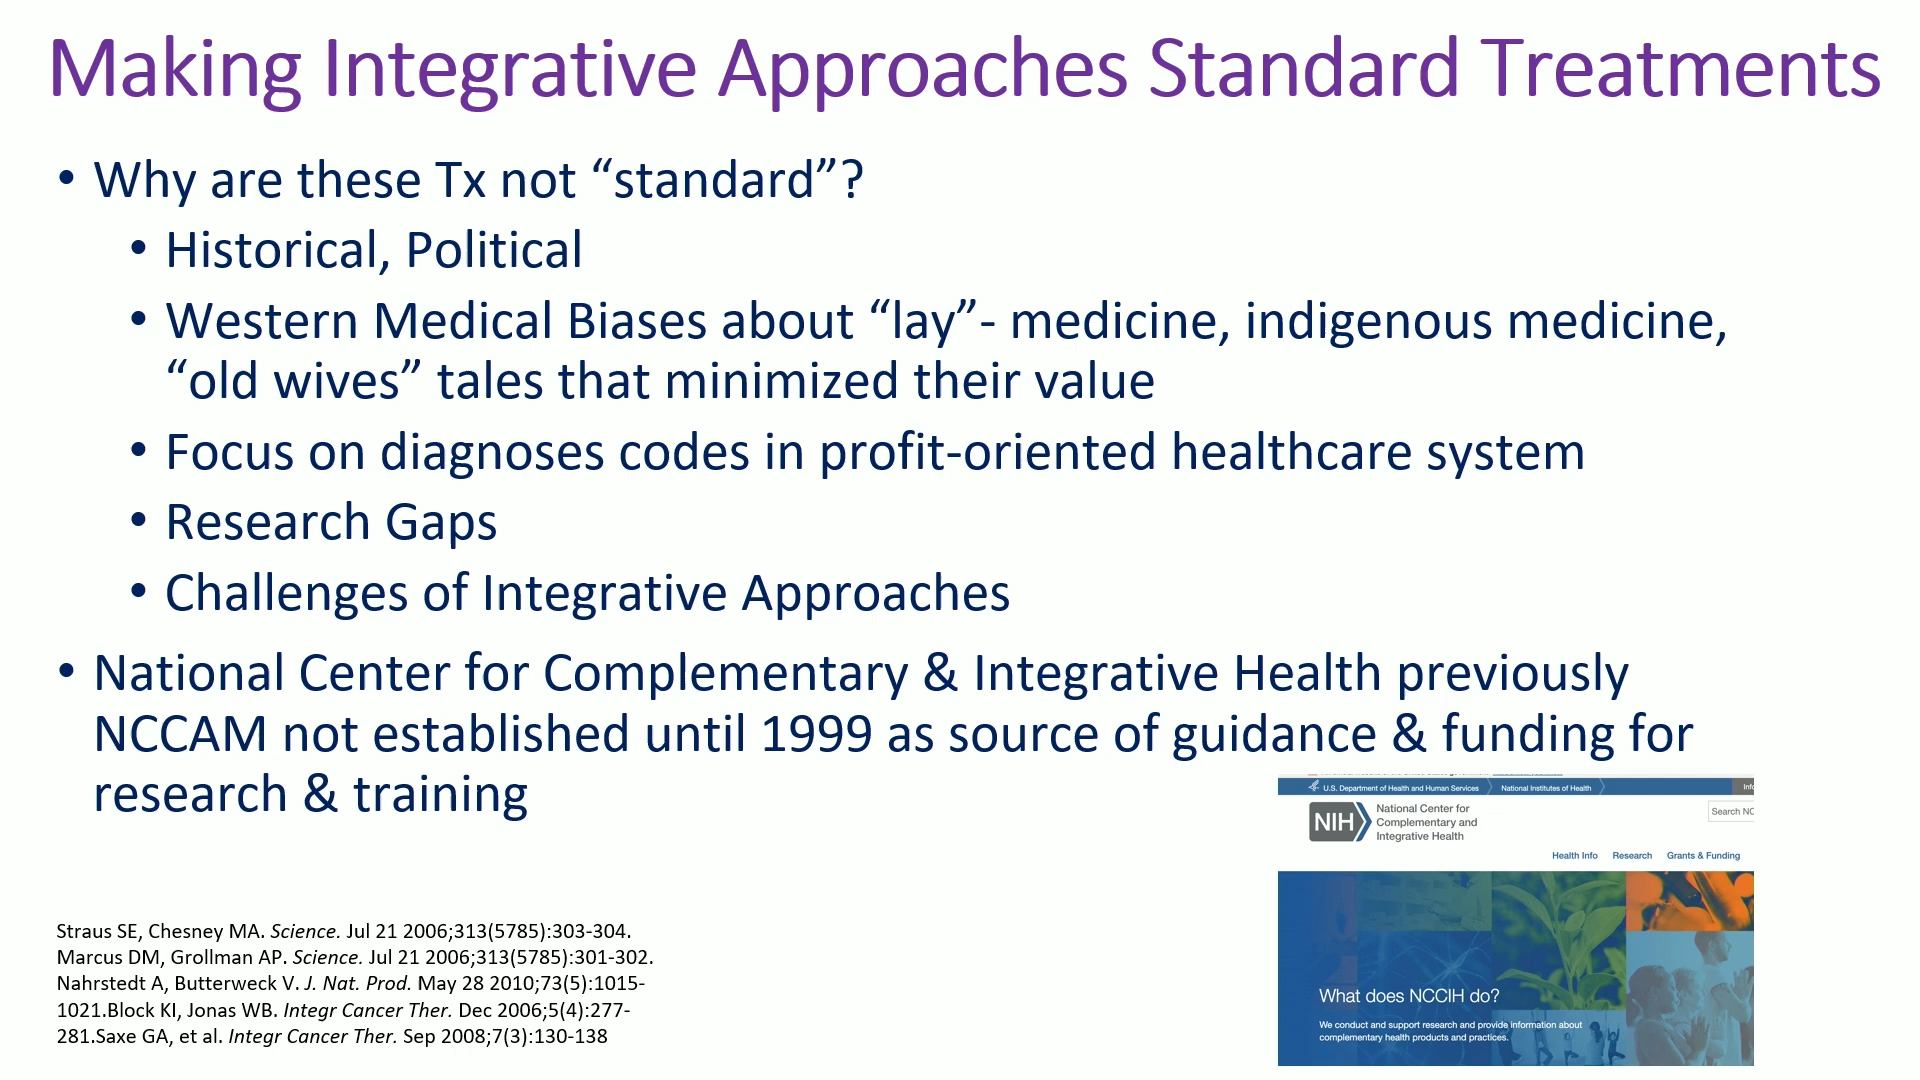 Making Integrative Approaches Standard Treatments
• Why are these Tx not “standard”?
• Historical, Political
• Western Medical Biases about “lay”- medicine, indigenous medicine,
“old wives” tales that minimized their value
• Focus on diagnoses codes in profit-oriented healthcare system
• Research Gaps
• Challenges of Integrative Approaches
• National Center for Complementary & Integrative Health previously
NCCAM not established until 1999 as source of guidance & funding for
research & training
U.S. Department of Health and Human Services National Institutes of Health
NIH
National Center for
Complementary and
Integrative Health
Search NC
Health Info Research Grants & Funding
What does NCCIH do?
We conduct and support research and provide information about
complementary health products and practices.
Straus SE, Chesney MA. Science. Jul 21 2006;313(5785):303-304.
Marcus DM, Grollman AP. Science. Jul 21 2006;313(5785):301-302.
Nahrstedt A, Butterweck V. J. Nat. Prod. May 28 2010;73(5):1015-
1021.Block KI, Jonas WB. Integr Cancer Ther. Dec 2006;5(4):277-
281.Saxe GA, et al. Integr Cancer Ther. Sep 2008;7(3):130-138